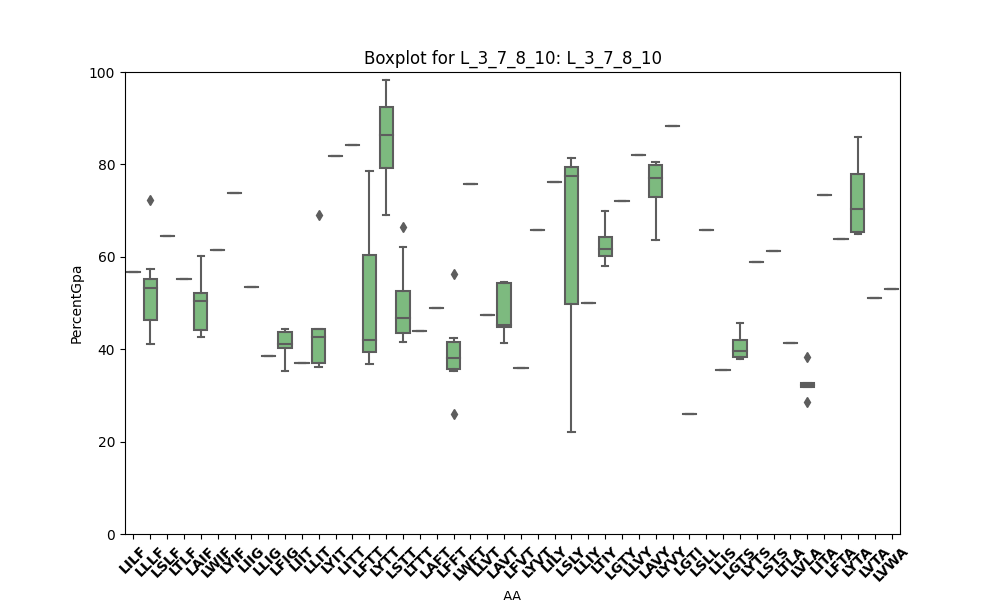 Boxplot for L_3_7_8_10: L_3_7_8_10
PercentGpa
100
80
60
40
20
0
LILF LLLF LSLF LTLF LAIF LWIF LYIF LIIG LLIG LFIG LIIT LLIT LYIT LITT LFTT LYTT LSTT LTTT LAFT LFFT LWFT LLVT LAVT LFVT LYVT LILY LSLY LLIY LTIY LGTY LLVY LAVY LYVY LGTI LSLL LLIS LGTS LYTS LSTS LTLA LVLA LITA LFTA LYTA LVTA LVWA
AA